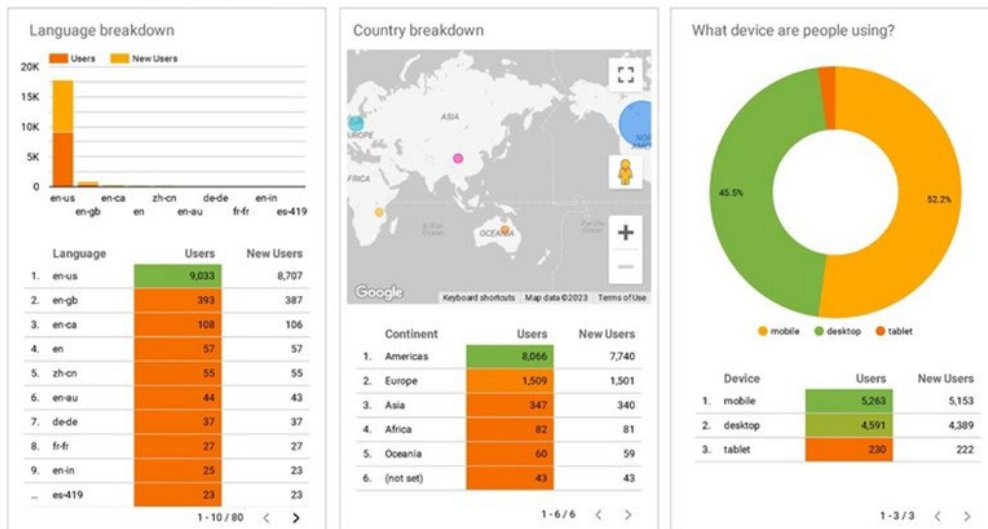 Language breakdown
Users New Users
20K
15K
10K
5K
0
en-us en-ca zh-cn de-de en-in
en-gb en en-au fr-fr es-419
Language Users New Users
1. en-us 9,033 8,707
2. en-gb 393 387
3. en-ca 108 106
4. en 57 57
5. zh-cn 55 55
6. en-au 44 43
7. de-de 37 37
8. fr-fr 27 27
9. en-in 25 23
... es-419 23 23
1 - 10 / 80 < >
Country breakdown
ASIA
UROPE
NOR
AMER
FRICA
Indian
Ocean
OCEANIA
Pacific
Ocean
+
−
Google
Keyboard shortcuts Map data ©2023 Terms of Use
Continent Users New Users
1. Americas 8,066 7,740
2. Europe 1,509 1,501
3. Asia 347 340
4. Africa 82 81
5. Oceania 60 59
6. (not set) 43 43
1 - 6 / 6 < >
What device are people using?
45.5%
52.2%
mobile desktop tablet
Device Users New Users
1. mobile 5,263 5,153
2. desktop 4,591 4,389
3. tablet 230 222
1 - 3 / 3 < >